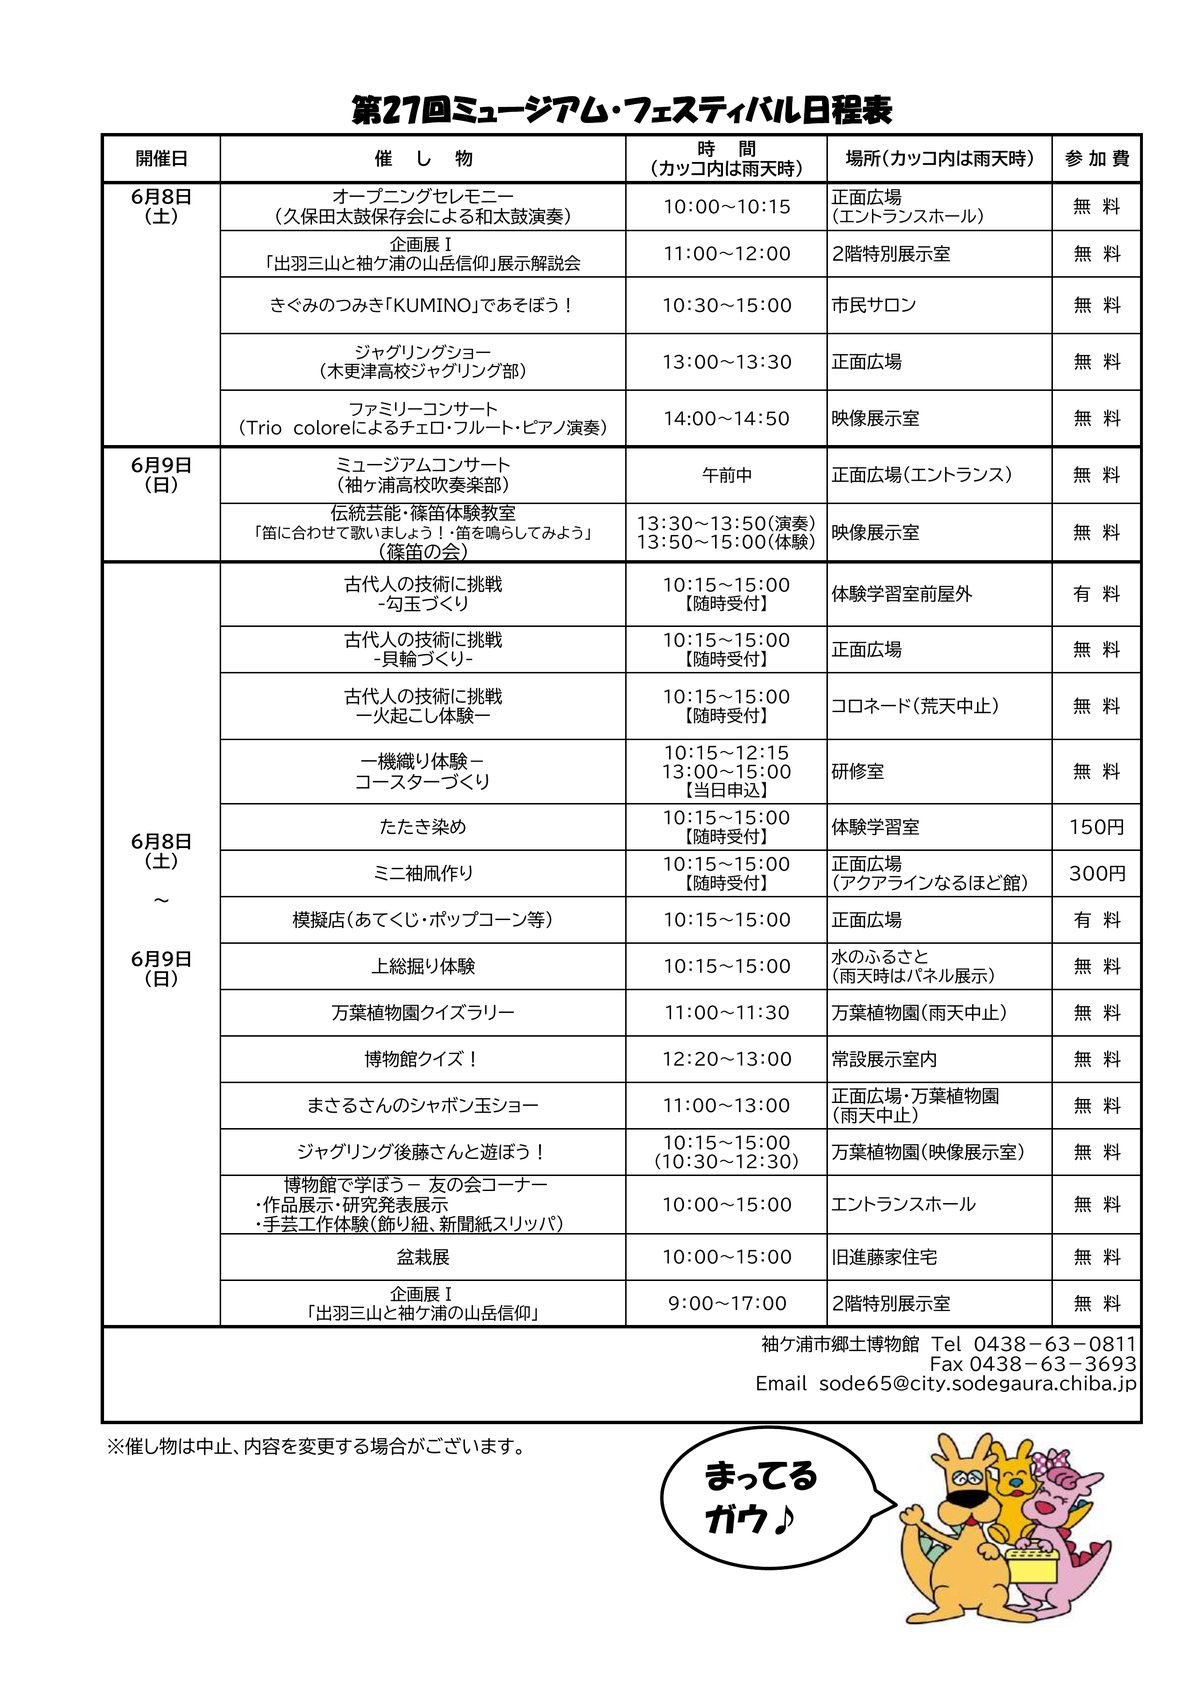 第27回ミュージアム・フェスティバル日程表
開催日
催 し 物
時 間
(カッコ内は雨天時)
場所(カッコ内は雨天時)
参 加 費
6月8日
(土)
オープニングセレモニー
(久保田太鼓保存会による和太鼓演奏)
10:00～10:15
正面広場
(エントランスホール)
無 料
企画展Ⅰ
「出羽三山と袖ケ浦の山岳信仰」展示解説会
11:00～12:00
2階特別展示室
無 料
きぐみのつみき「KUMINO」であそぼう！
10:30～15:00
市民サロン
無 料
ジャグリングショー
(木更津高校ジャグリング部)
13:00～13:30
正面広場
無 料
ファミリーコンサート
(Trio coloreによるチェロ・フルート・ピアノ演奏)
14:00～14:50
映像展示室
無 料
6月9日
(日)
ミュージアムコンサート
(袖ヶ浦高校吹奏楽部)
午前中
正面広場(エントランス)
無 料
伝統芸能・篠笛体験教室
「笛に合わせて歌いましょう！・笛を鳴らしてみよう」
(篠笛の会)
13:30～13:50(演奏)
13:50～15:00(体験)
映像展示室
無 料
6月8日
(土)
～
6月9日
(日)
古代人の技術に挑戦
-勾玉づくり
10:15～15:00
【随時受付】
体験学習室前屋外
有 料
古代人の技術に挑戦
-貝輪づくり-
10:15～15:00
【随時受付】
正面広場
無 料
古代人の技術に挑戦
ー火起こし体験ー
10:15～15:00
【随時受付】
コロネード(荒天中止)
無 料
ー機織り体験－
コースターづくり
10:15～12:15
13:00～15:00
【当日申込】
研修室
無 料
たたき染め
10:15～15:00
【随時受付】
体験学習室
150円
ミニ袖凧作り
10:15～15:00
【随時受付】
正面広場
(アクアラインなるほど館)
300円
模擬店(あてくじ・ポップコーン等)
10:15～15:00
正面広場
有 料
上総掘り体験
10:15～15:00
水のふるさと
(雨天時はパネル展示)
無 料
万葉植物園クイズラリー
11:00～11:30
万葉植物園(雨天中止)
無 料
博物館クイズ！
12:20～13:00
常設展示室内
無 料
まさるさんのシャボン玉ショー
11:00～13:00
正面広場・万葉植物園
(雨天中止)
無 料
ジャグリング後藤さんと遊ぼう！
10:15～15:00
(10:30～12:30)
万葉植物園(映像展示室)
無 料
博物館で学ぼう－ 友の会コーナー
・作品展示・研究発表展示
・手芸工作体験(飾り紐、新聞紙スリッパ)
10:00～15:00
エントランスホール
無 料
盆栽展
10:00～15:00
旧進藤家住宅
無 料
企画展Ⅰ
「出羽三山と袖ケ浦の山岳信仰」
9:00～17:00
2階特別展示室
無 料
袖ケ浦市郷土博物館 Tel 0438－63－0811
Fax 0438－63－3693
Email sode65@city.sodegaura.chiba.jp
※催し物は中止、内容を変更する場合がございます。
まってる
ガウ♪